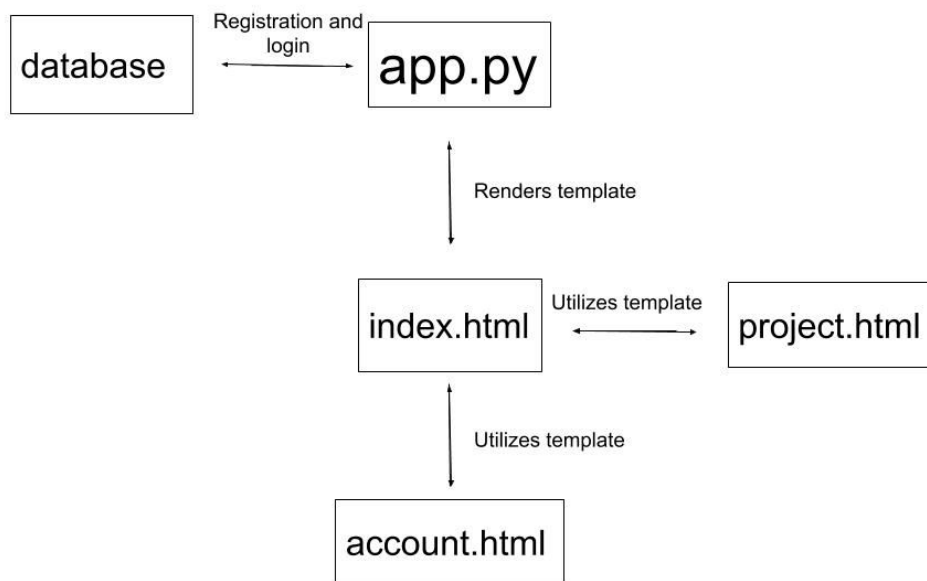 Registration and
login
database
app.py
Renders template
index.html
Utilizes template
project.html
Utilizes template
account.html